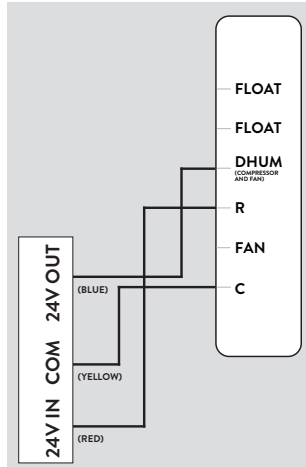 FLOAT
FLOAT
DHUM
(COMPRESSOR
AND FAN)
R
FAN
C
24V OUT
(BLUE)
COM
(YELLOW)
24V IN
(RED)